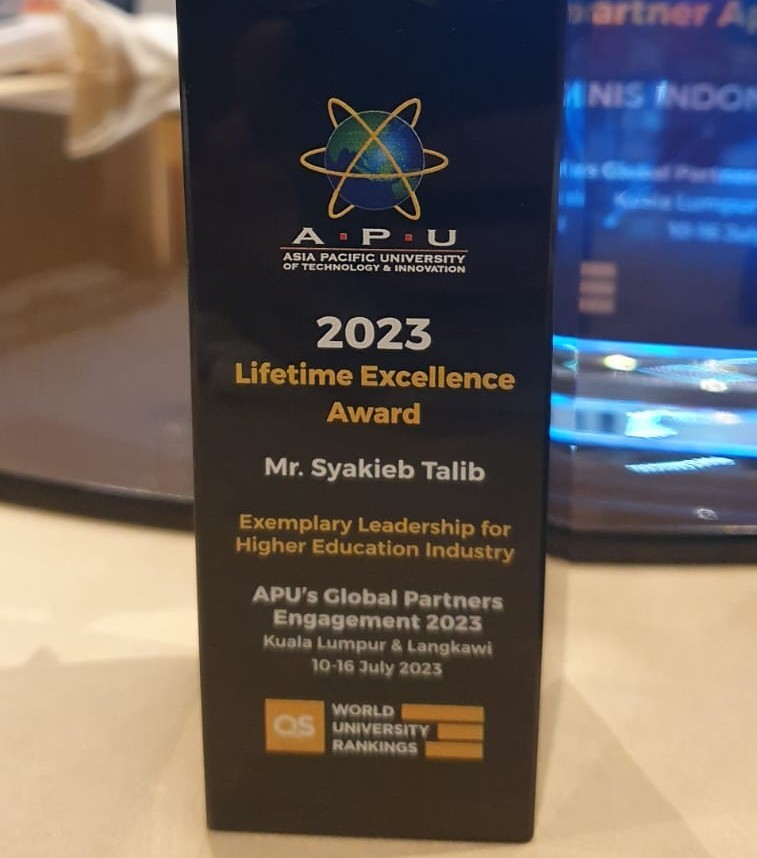 A·P·U
ASIA PACIFIC UNIVERSITY
OF TECHNOLOGY & INNOVATION
2023
Lifetime Excellence
Award
Mr. Syakieb Talib
Exemplary Leadership for
Higher Education Industry
APU's Global Partners
Engagement 2023
Kuala Lumpur & Langkawi
10-16 July 2023
QS
WORLD
UNIVERSITY
RANKINGS